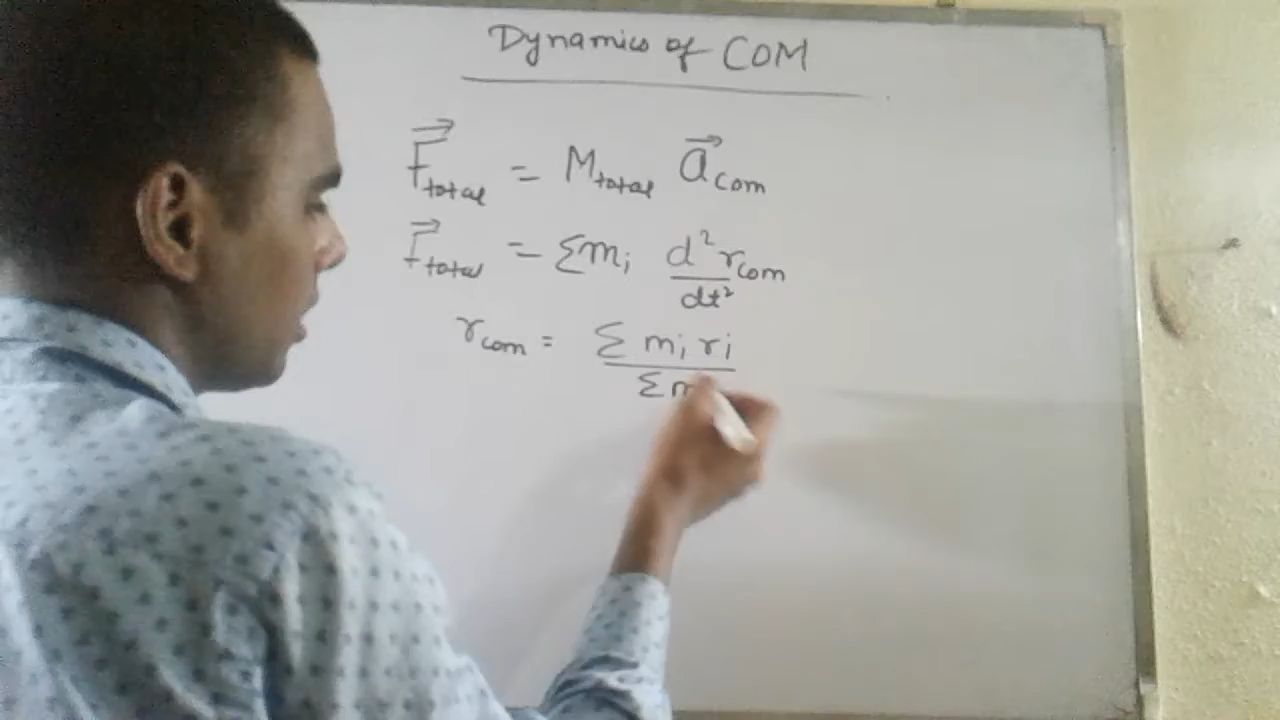 Dynamics of COM
F⃗total = Mtotal a⃗com
F⃗total = Σmi d²rcom/dt²
rcom = Σ mi ri / Σ m